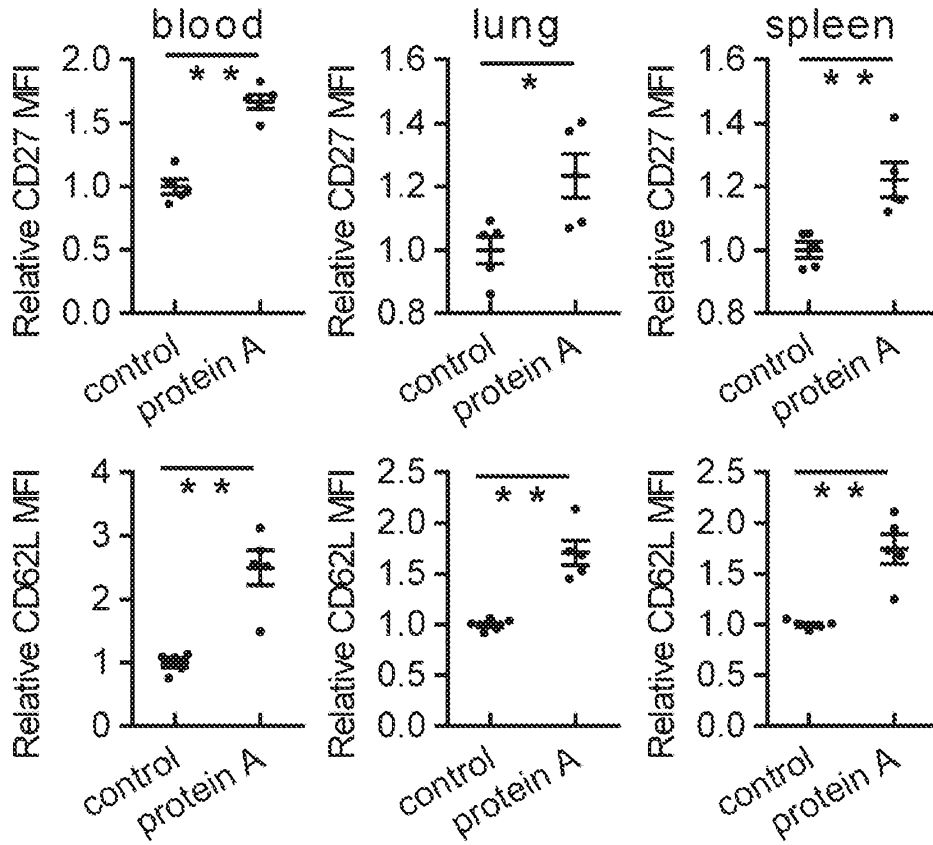 blood
Relative CD27 MFI
2.0
1.5
1.0
0.5
0.0
* *
control
protein A
lung
Relative CD27 MFI
1.6
1.4
1.2
1.0
0.8
*
control
protein A
spleen
Relative CD27 MFI
1.6
1.4
1.2
1.0
0.8
* *
control
protein A
Relative CD62L MFI
4
3
2
1
0
* *
control
protein A
Relative CD62L MFI
2.5
2.0
1.5
1.0
0.5
0.0
* *
control
protein A
Relative CD62L MFI
2.5
2.0
1.5
1.0
0.5
0.0
* *
control
protein A